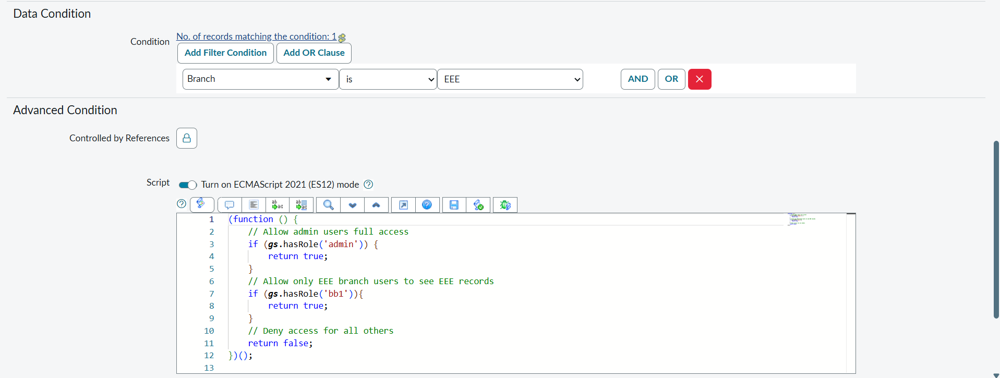 Data Condition
Condition
No. of records matching the condition: 1
Add Filter Condition
Add OR Clause
Branch
is
EEE
AND
OR
Advanced Condition
Controlled by References
Script
Turn on ECMAScript 2021 (ES12) mode
1 (function () {
2 // Allow admin users full access
3 if (gs.hasRole('admin')) {
4 return true;
5 }
6 // Allow only EEE branch users to see EEE records
7 if (gs.hasRole('bb1')){
8 return true;
9 }
10 // Deny access for all others
11 return false;
12 })();
13